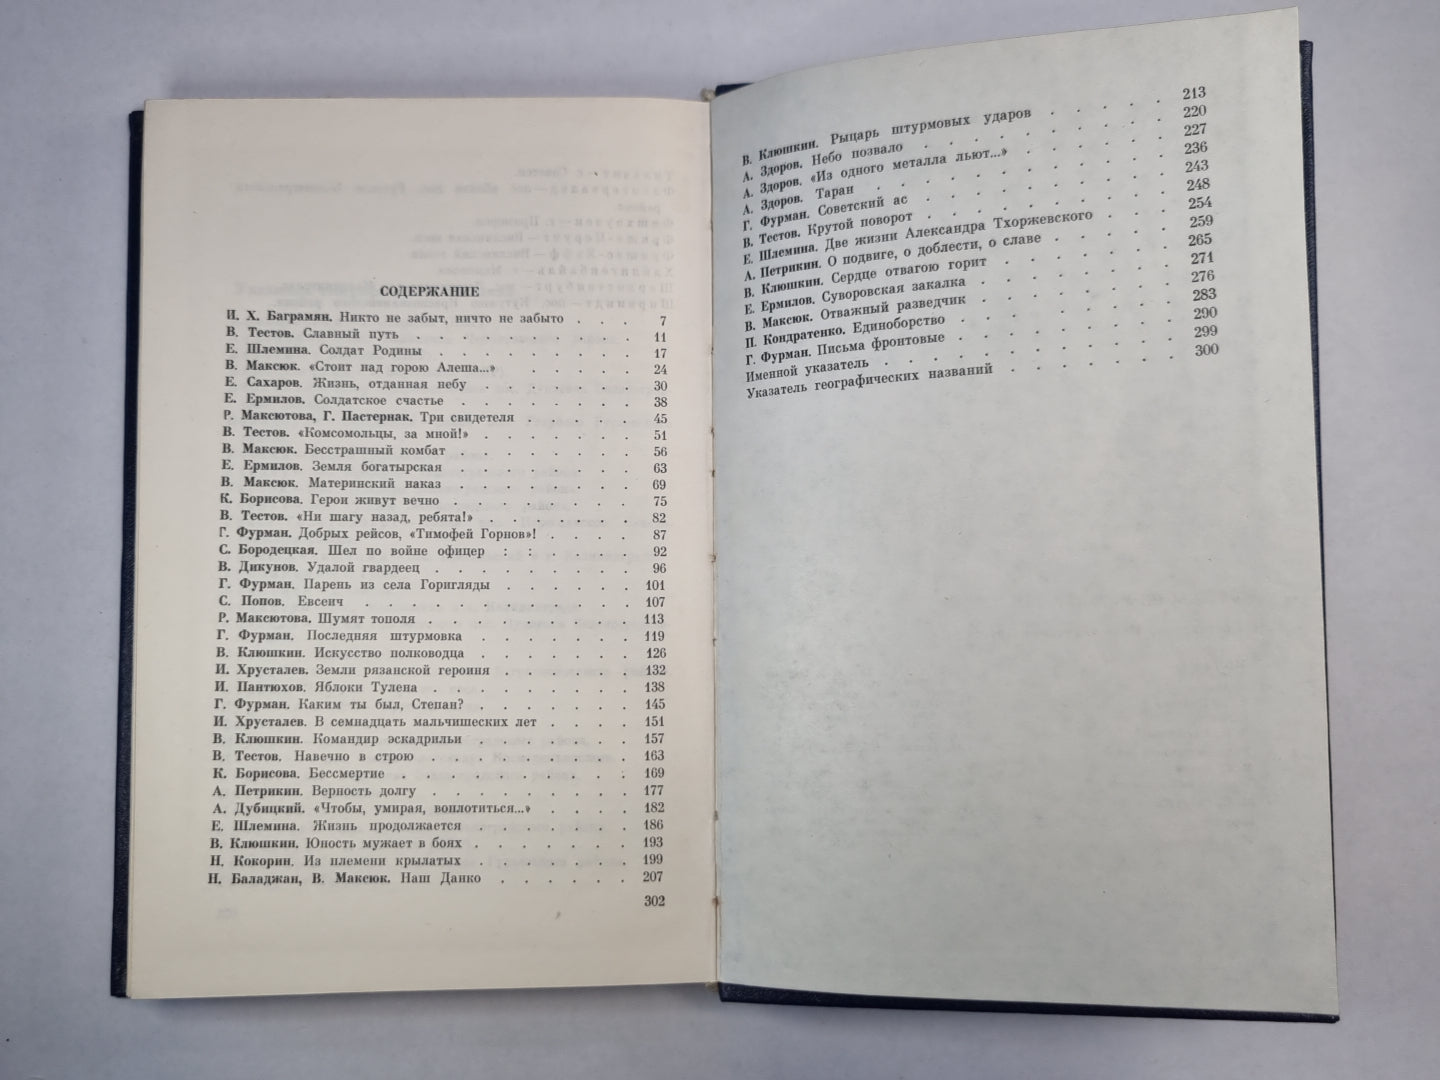 СОДЕРЖАНИЕ
И. Х. Баграмян. Никто не забыт, ничто не забыто . . . 7
В. Тестов. Славный путь . . . . . . . . . 11
Е. Шлемина. Солдат Родины . . . . . . . . 17
В. Максюк. «Стоит над горою Алеша...» . . . . . 24
Е. Сахаров. Жизнь, отданная небу . . . . . . 30
Е. Ермилов. Солдатское счастье . . . . . . . 38
Р. Максютова, Г. Пастернак. Три свидетеля . . . . . 45
В. Тестов. «Комсомольцы, за мной!» . . . . . . 51
В. Максюк. Бесстрашный комбат . . . . . . . 56
Е. Ермилов. Земля богатырская . . . . . . . 63
В. Максюк. Материнский наказ . . . . . . . 69
К. Борисова. Герои живут вечно . . . . . . . 75
В. Тестов. «Ни шагу назад, ребята!» . . . . . . 82
Г. Фурман. Добрых рейсов, «Тимофей Горнов»! . . . . 87
С. Бородецкая. Шел по войне офицер : : . . . . 92
В. Дикунов. Удалой гвардеец . . . . . . . . 96
Г. Фурман. Парень из села Горигляды . . . . . . 101
С. Попов. Евсеич . . . . . . . . . . 107
Р. Максютова. Шумят тополя . . . . . . . . 113
Г. Фурман. Последняя штурмовка . . . . . . 119
В. Клюшкин. Искусство полководца . . . . . . 126
И. Хрусталев. Земли рязанской героиня . . . . . 132
И. Пантюхов. Яблоки Тулена . . . . . . . . 138
Г. Фурман. Каким ты был, Степан? . . . . . . 145
И. Хрусталев. В семнадцать мальчишеских лет . . . . 151
В. Клюшкин. Командир эскадрильи . . . . . . 157
В. Тестов. Навечно в строю . . . . . . . . 163
К. Борисова. Бессмертие . . . . . . . . . 169
А. Петрикин. Верность долгу . . . . . . . . 177
А. Дубицкий. «Чтобы, умирая, воплотиться...» . . . . 182
Е. Шлемина. Жизнь продолжается . . . . . . 186
В. Клюшкин. Юность мужает в боях . . . . . . 193
Н. Кокорин. Из племени крылатых . . . . . . 199
Н. Баладжан, В. Максюк. Наш Данко . . . . . . 207
302
В. Клюшкин. Рыцарь штурмовых ударов . . . . . 213
А. Здоров. Небо позвало . . . . . . . . . 220
А. Здоров. «Из одного металла льют...» . . . . . 227
А. Здоров. Таран . . . . . . . . . . 236
Г. Фурман. Советский ас . . . . . . . . . 243
В. Тестов. Крутой поворот . . . . . . . . 248
Е. Шлемина. Две жизни Александра Тхоржевского . . . 254
А. Петрикин. О подвиге, о доблести, о славе . . . . 259
В. Клюшкин. Сердце отвагою горит . . . . . . 265
Е. Ермилов. Суворовская закалка . . . . . . . 271
В. Максюк. Отважный разведчик . . . . . . . 276
П. Кондратенко. Единоборство . . . . . . . 283
Г. Фурман. Письма фронтовые . . . . . . . 290
Именной указатель . . . . . . . . . 299
Указатель географических названий . . . . . . 300